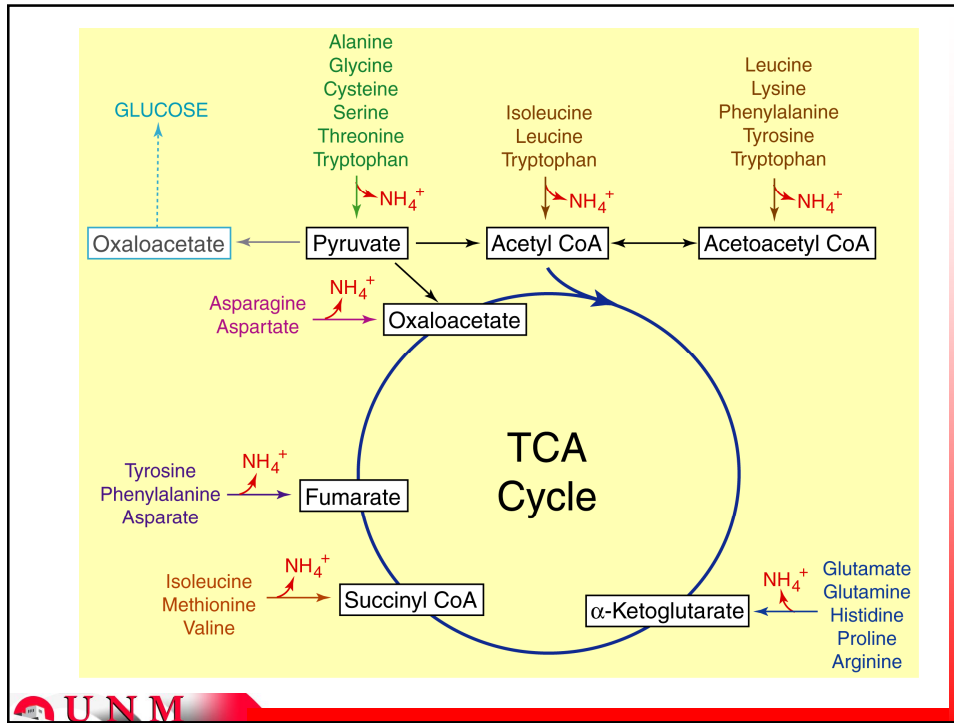 Alanine
Glycine
Cysteine
Serine
Threonine
Tryptophan
GLUCOSE
Isoleucine
Leucine
Tryptophan
Leucine
Lysine
Phenylalanine
Tyrosine
Tryptophan
NH4+
NH4+
NH4+
Oxaloacetate
Pyruvate
Acetyl CoA
Acetoacetyl CoA
Asparagine
Aspartate
NH4+
Oxaloacetate
TCA
Cycle
Tyrosine
Phenylalanine
Asparate
NH4+
Fumarate
Isoleucine
Methionine
Valine
NH4+
Succinyl CoA
α-Ketoglutarate
NH4+
Glutamate
Glutamine
Histidine
Proline
Arginine
UNM